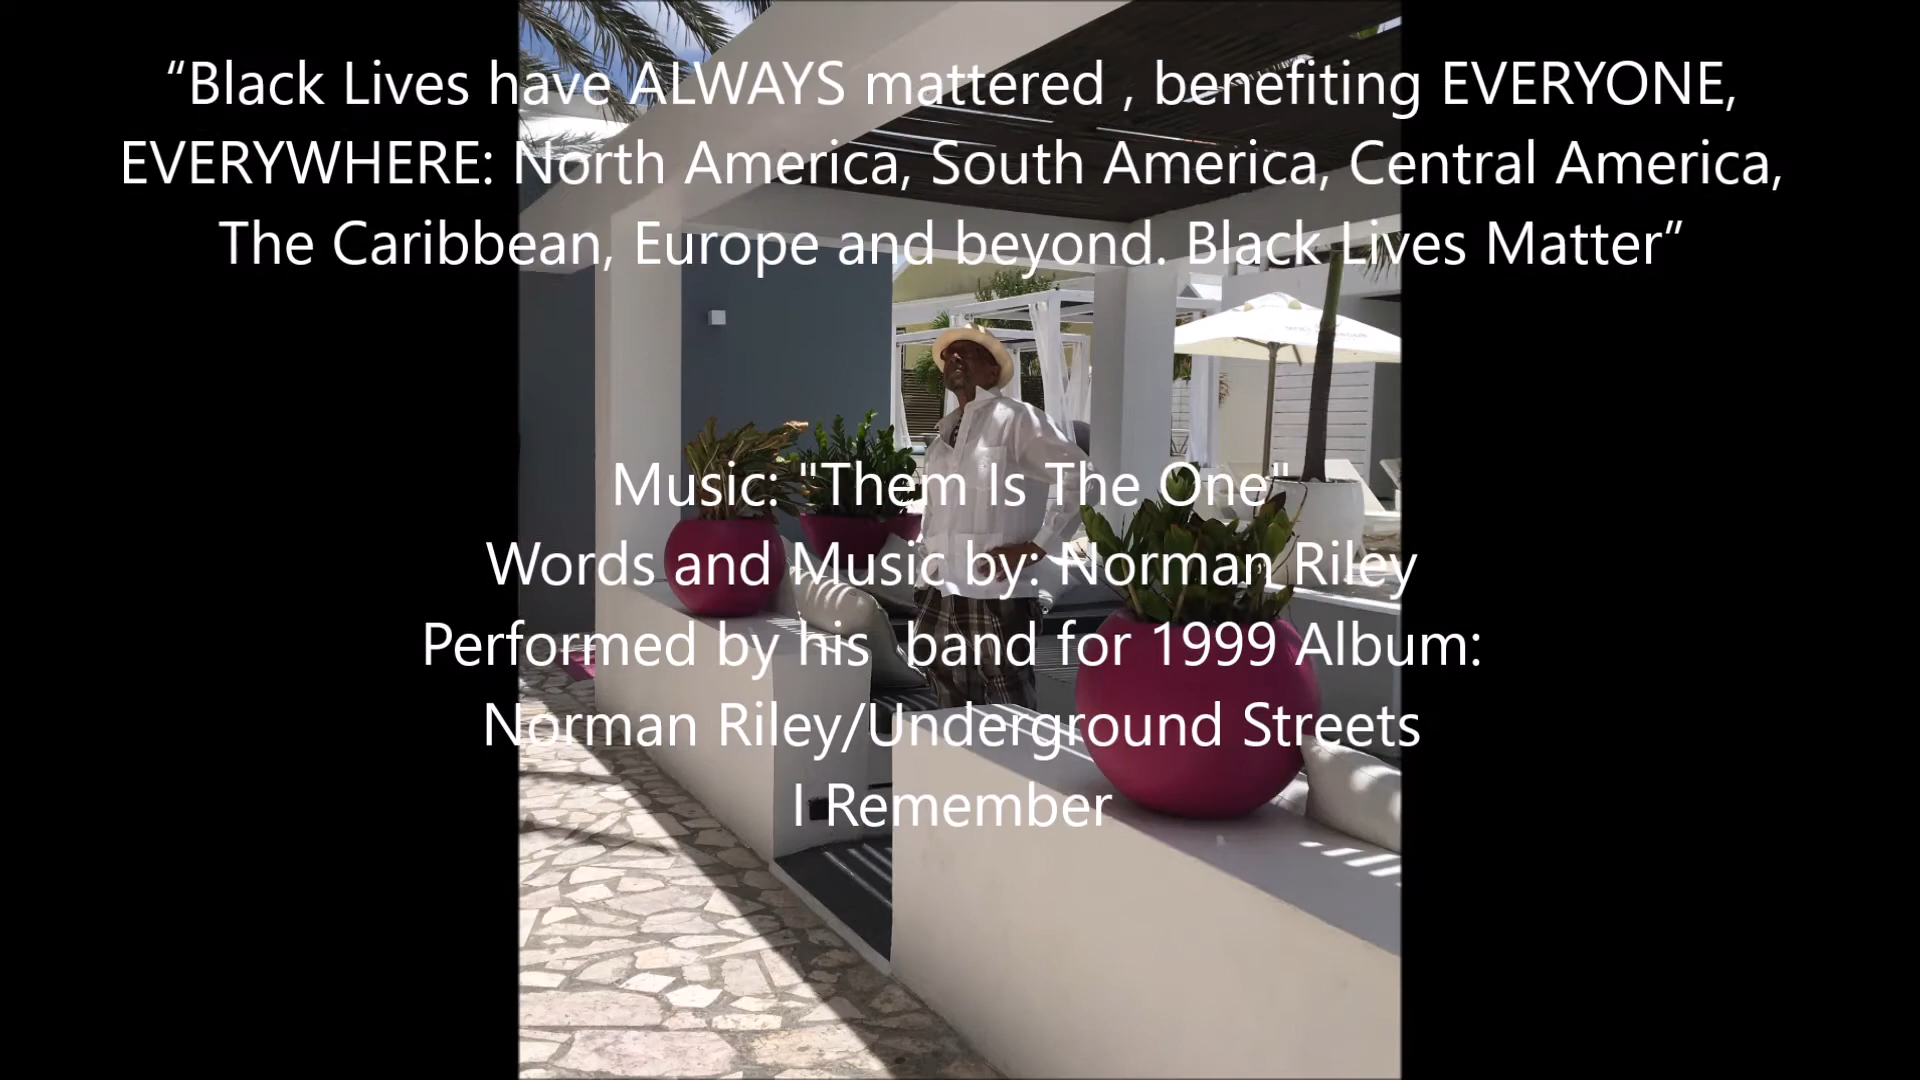 “Black Lives have ALWAYS mattered , benefiting EVERYONE,
EVERYWHERE: North America, South America, Central America,
The Caribbean, Europe and beyond. Black Lives Matter”
Music: "Them Is The One"
Words and Music by: Norman Riley
Performed by his  band for 1999 Album:
Norman Riley/Underground Streets
I Remember